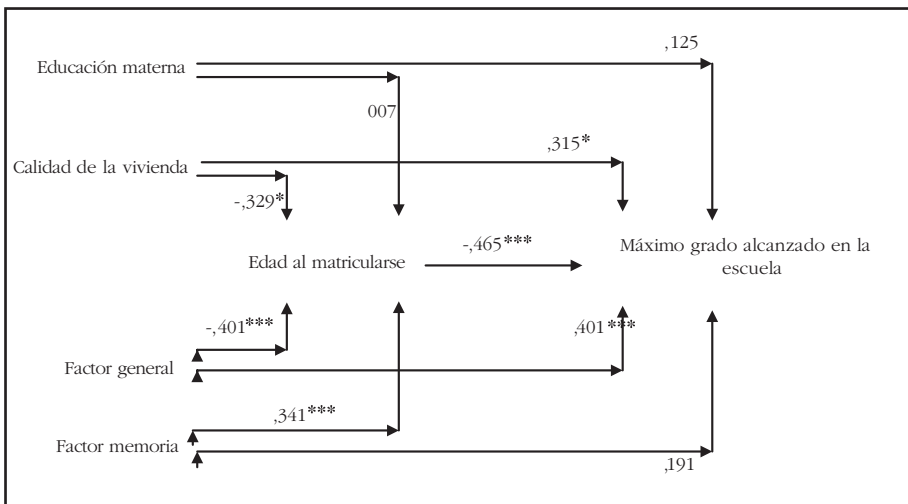 ,125
Educación materna
007
,315*
Calidad de la vivienda
-,329*
-,465***
Máximo grado alcanzado en la
escuela
Edad al matricularse
-,401***
,401***
Factor general
,341***
Factor memoria
,191